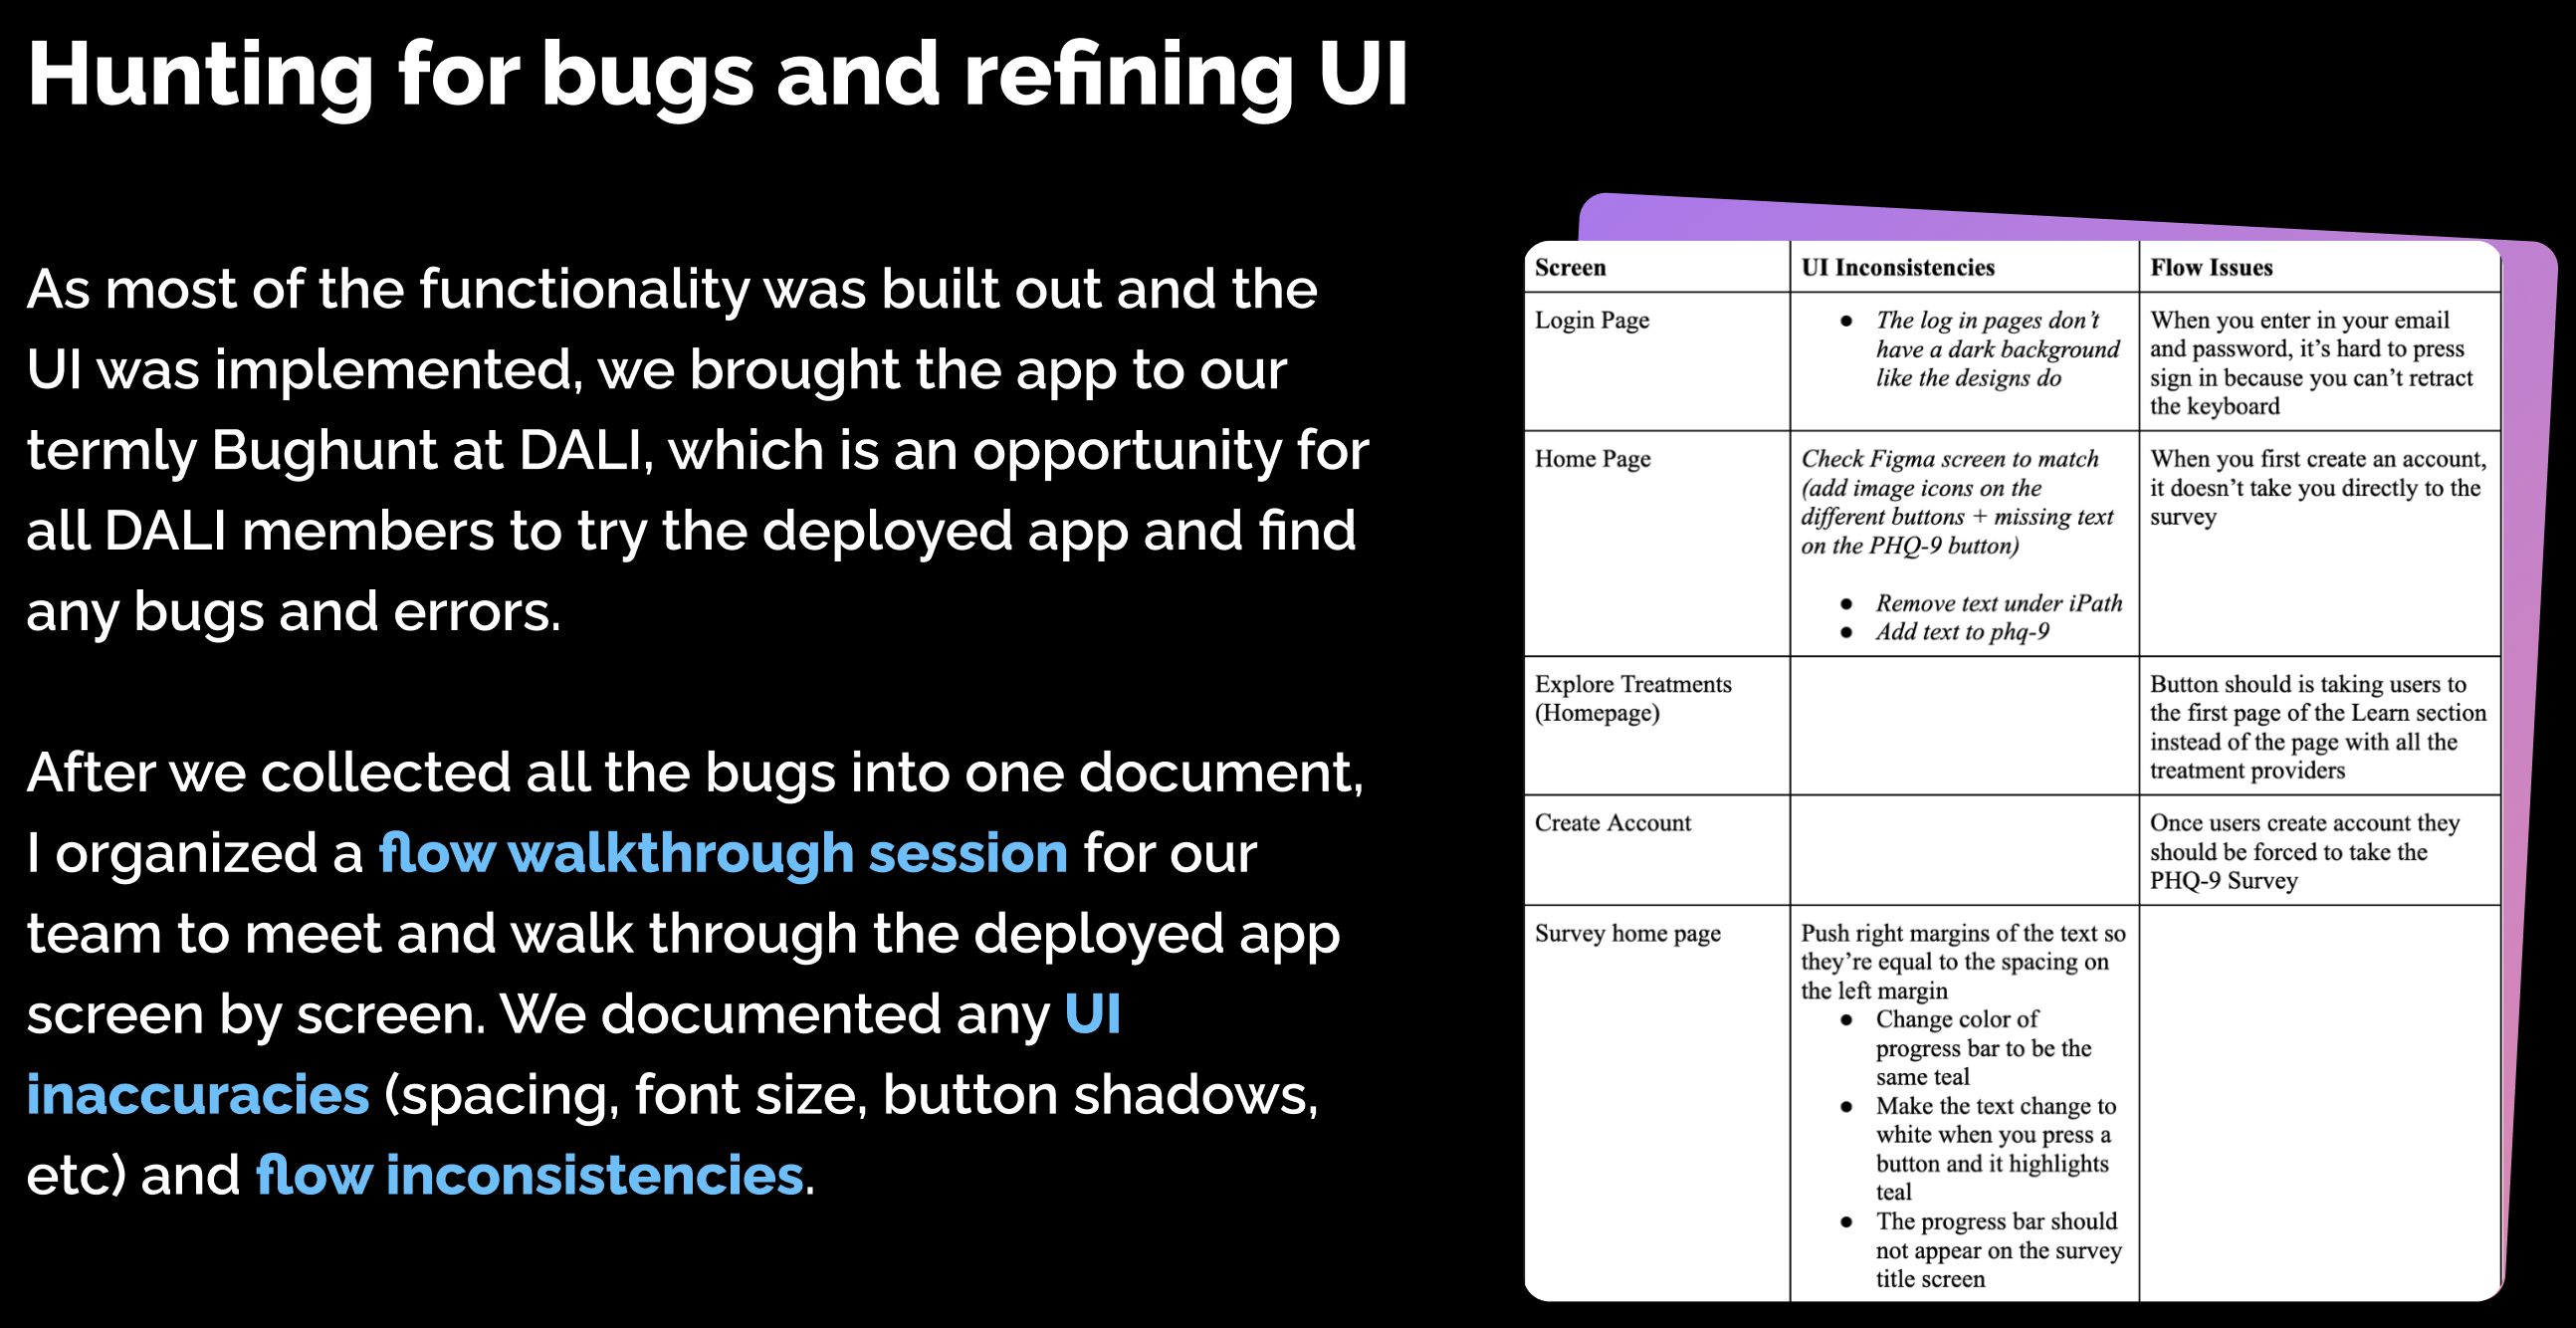 Hunting for bugs and refining UI
As most of the functionality was built out and the
UI was implemented, we brought the app to our
termly Bughunt at DALI, which is an opportunity for
all DALI members to try the deployed app and find
any bugs and errors.
After we collected all the bugs into one document,
I organized a flow walkthrough session for our
team to meet and walk through the deployed app
screen by screen. We documented any UI
inaccuracies (spacing, font size, button shadows,
etc) and flow inconsistencies.
Screen
UI Inconsistencies
Flow Issues
Login Page
● The log in pages don’t
have a dark background
like the designs do
When you enter in your email
and password, it’s hard to press
sign in because you can’t retract
the keyboard
Home Page
Check Figma screen to match
(add image icons on the
different buttons + missing text
on the PHQ-9 button)
● Remove text under iPath
● Add text to phq-9
When you first create an account,
it doesn’t take you directly to the
survey
Explore Treatments
(Homepage)
Button should is taking users to
the first page of the Learn section
instead of the page with all the
treatment providers
Create Account
Once users create account they
should be forced to take the
PHQ-9 Survey
Survey home page
Push right margins of the text so
they’re equal to the spacing on
the left margin
● Change color of
progress bar to be the
same teal
● Make the text change to
white when you press a
button and it highlights
teal
● The progress bar should
not appear on the survey
title screen